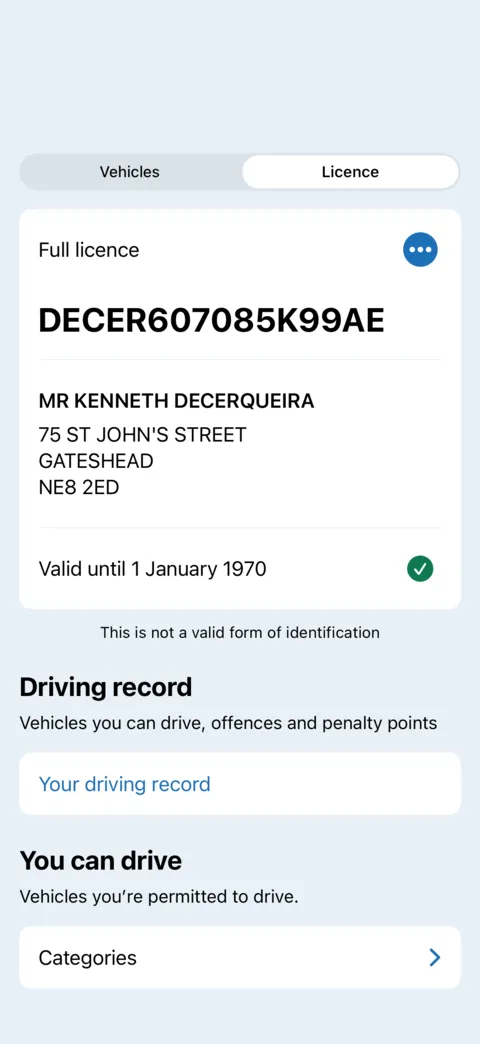 Vehicles
Licence
Full licence
DECER607085K99AE
MR KENNETH DECERQUEIRA
75 ST JOHN'S STREET
GATESHEAD
NE8 2ED
Valid until 1 January 1970
This is not a valid form of identification
Driving record
Vehicles you can drive, offences and penalty points
Your driving record
You can drive
Vehicles you’re permitted to drive.
Categories